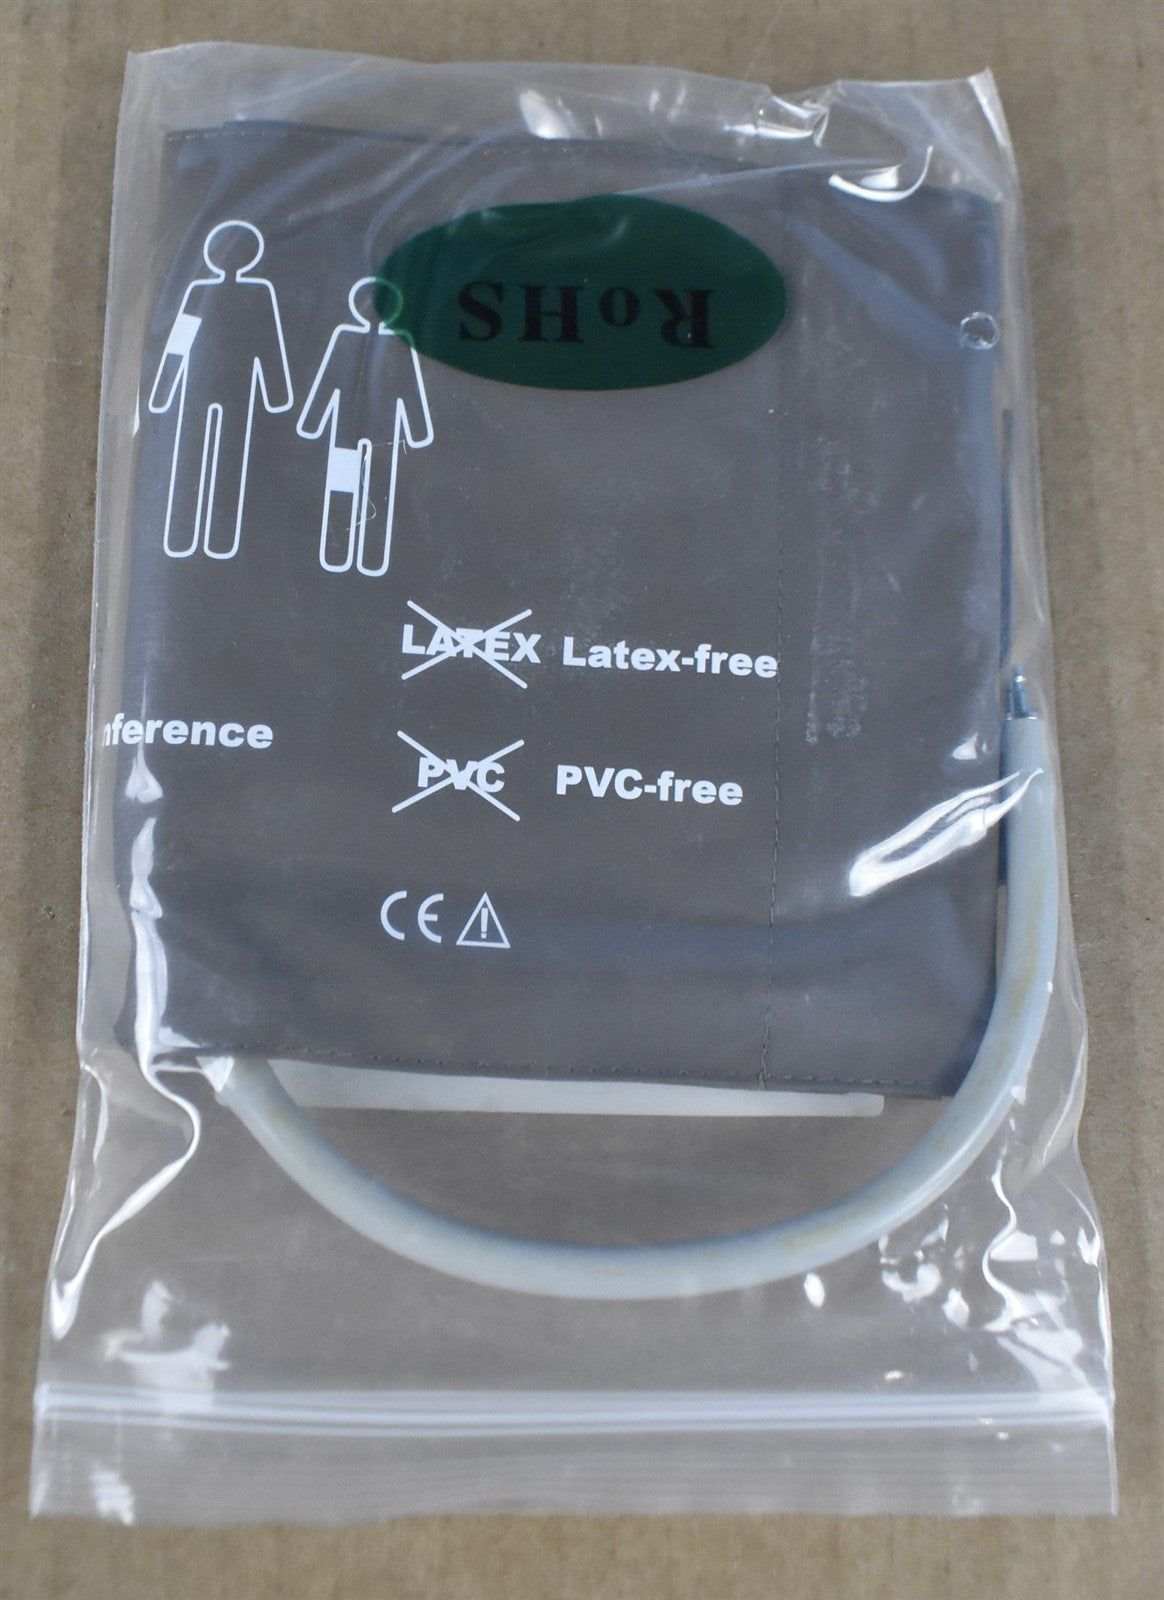 RoHS
LATEX Latex-free
nference
PVC PVC-free
CE